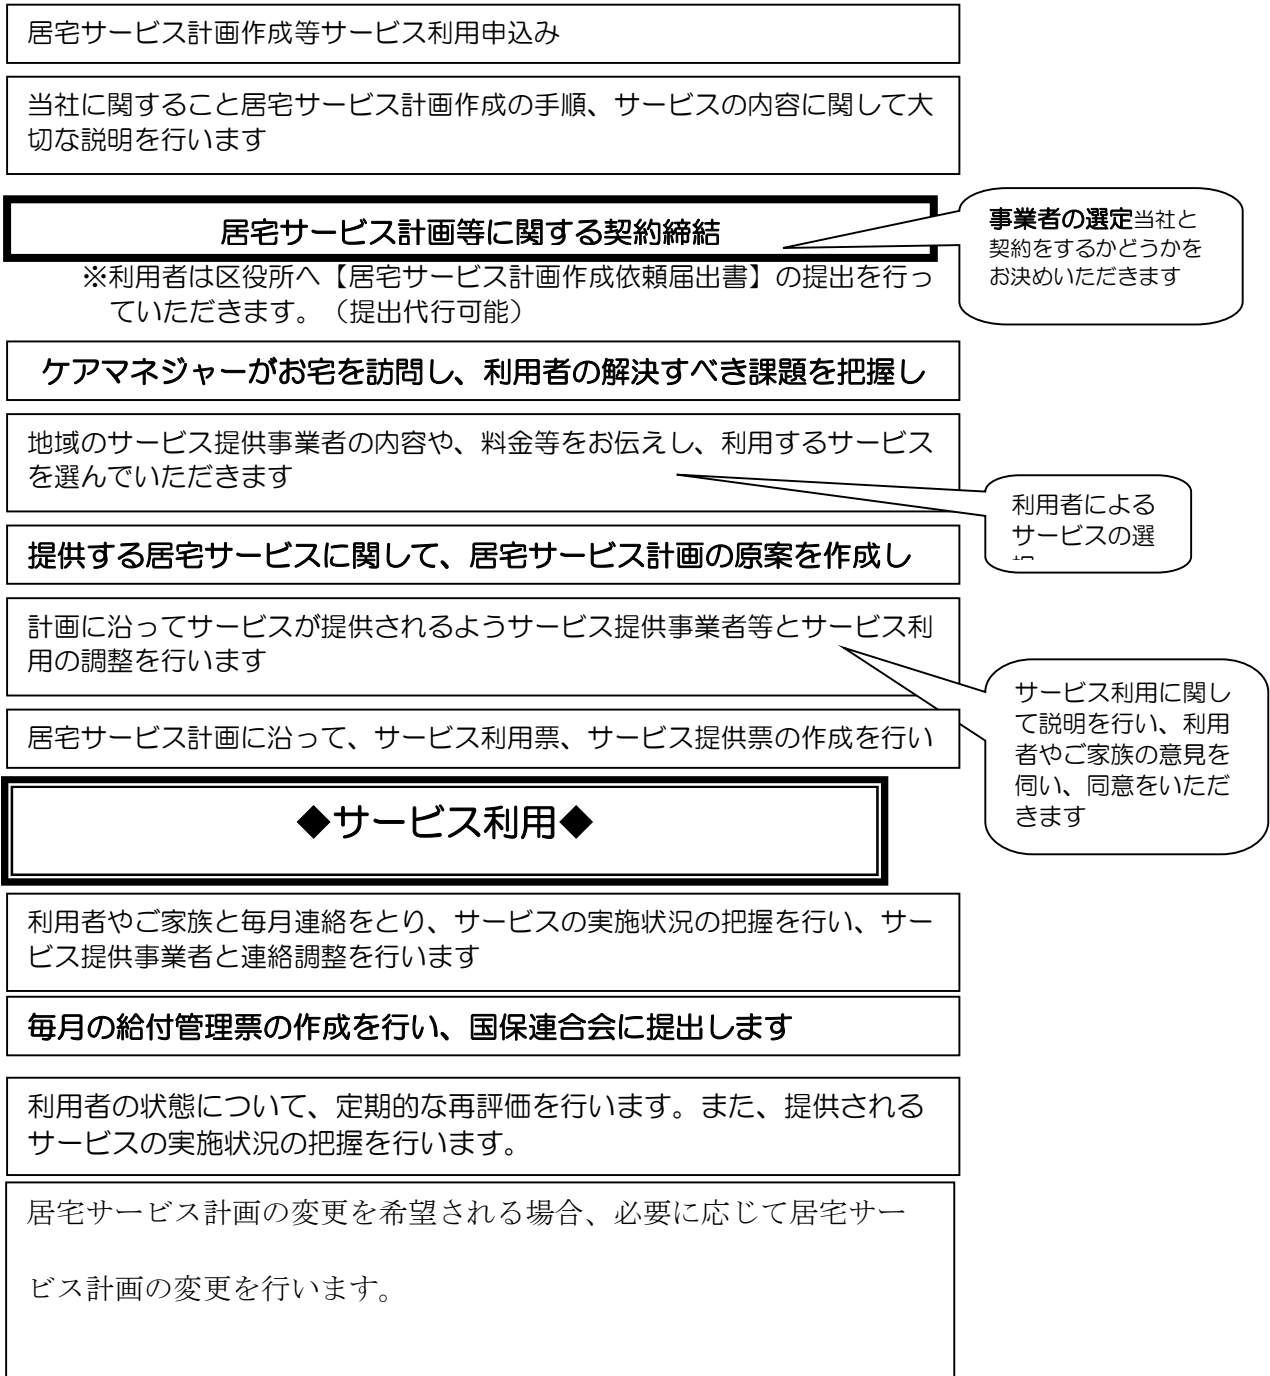 居宅サービス計画作成等サービス利用申込み
当社に関すること居宅サービス計画作成の手順、サービスの内容に関して大
切な説明を行います
居宅サービス計画等に関する契約締結
事業者の選定当社と
契約をするかどうかを
お決めいただきます
※利用者は区役所へ【居宅サービス計画作成依頼届出書】の提出を行っ
ていただきます。（提出代行可能）
ケアマネジャーがお宅を訪問し、利用者の解決すべき課題を把握し
地域のサービス提供事業者の内容や、料金等をお伝えし、利用するサービス
を選んでいただきます
利用者による
サービスの選
提供する居宅サービスに関して、居宅サービス計画の原案を作成し
計画に沿ってサービスが提供されるようサービス提供事業者等とサービス利
用の調整を行います
サービス利用に関し
て説明を行い、利用
者やご家族の意見を
伺い、同意をいただ
きます
居宅サービス計画に沿って、サービス利用票、サービス提供票の作成を行い
◆サービス利用◆
利用者やご家族と毎月連絡をとり、サービスの実施状況の把握を行い、サー
ビス提供事業者と連絡調整を行います
毎月の給付管理票の作成を行い、国保連合会に提出します
利用者の状態について、定期的な再評価を行います。また、提供される
サービスの実施状況の把握を行います。
居宅サービス計画の変更を希望される場合、必要に応じて居宅サー
ビス計画の変更を行います。